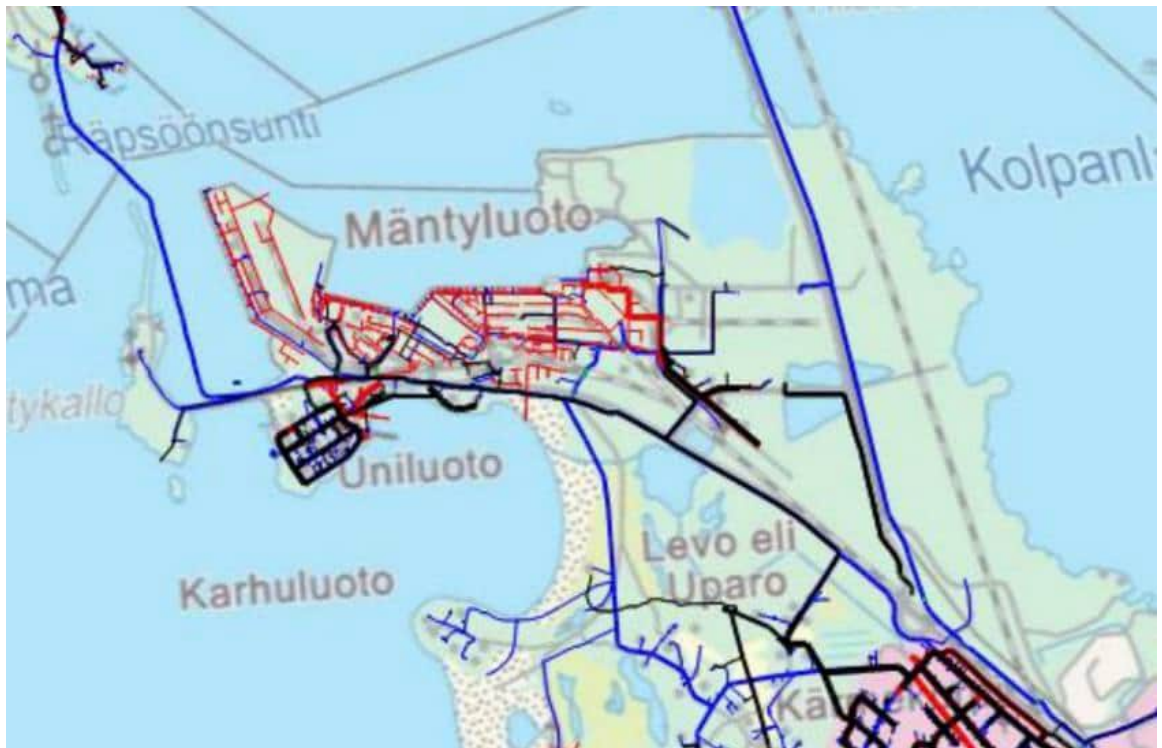 Räpsöönsunti
Kolpanl
Mäntyluoto
ma
tykallo
Uniluoto
Levo eli
Uparo
Karhuluoto